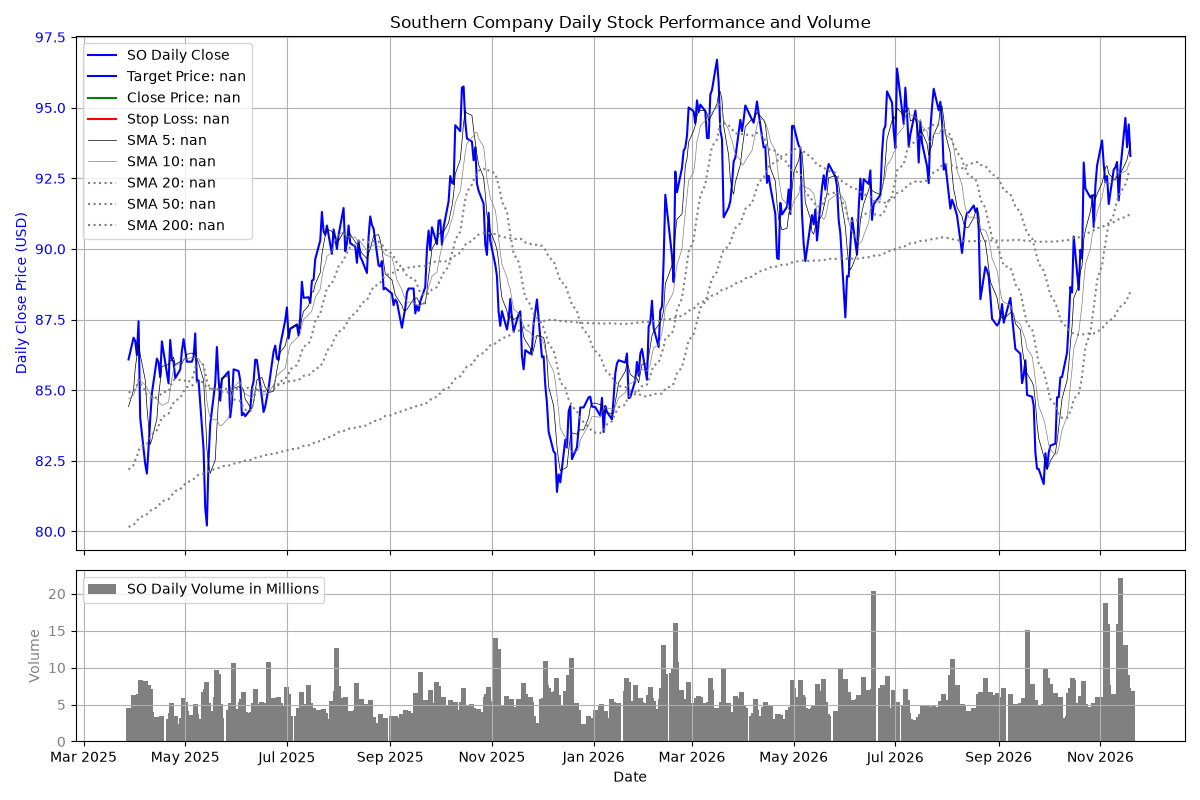 Southern Company Daily Stock Performance and Volume
97.5
95.0
92.5
90.0
87.5
85.0
82.5
80.0
Daily Close Price (USD)
SO Daily Close
Target Price: nan
Close Price: nan
Stop Loss: nan
SMA 5: nan
SMA 10: nan
SMA 20: nan
SMA 50: nan
SMA 200: nan
SO Daily Volume in Millions
20
15
10
5
0
Volume
Mar 2025 May 2025 Jul 2025 Sep 2025 Nov 2025 Jan 2026 Mar 2026 May 2026 Jul 2026 Sep 2026 Nov 2026
Date